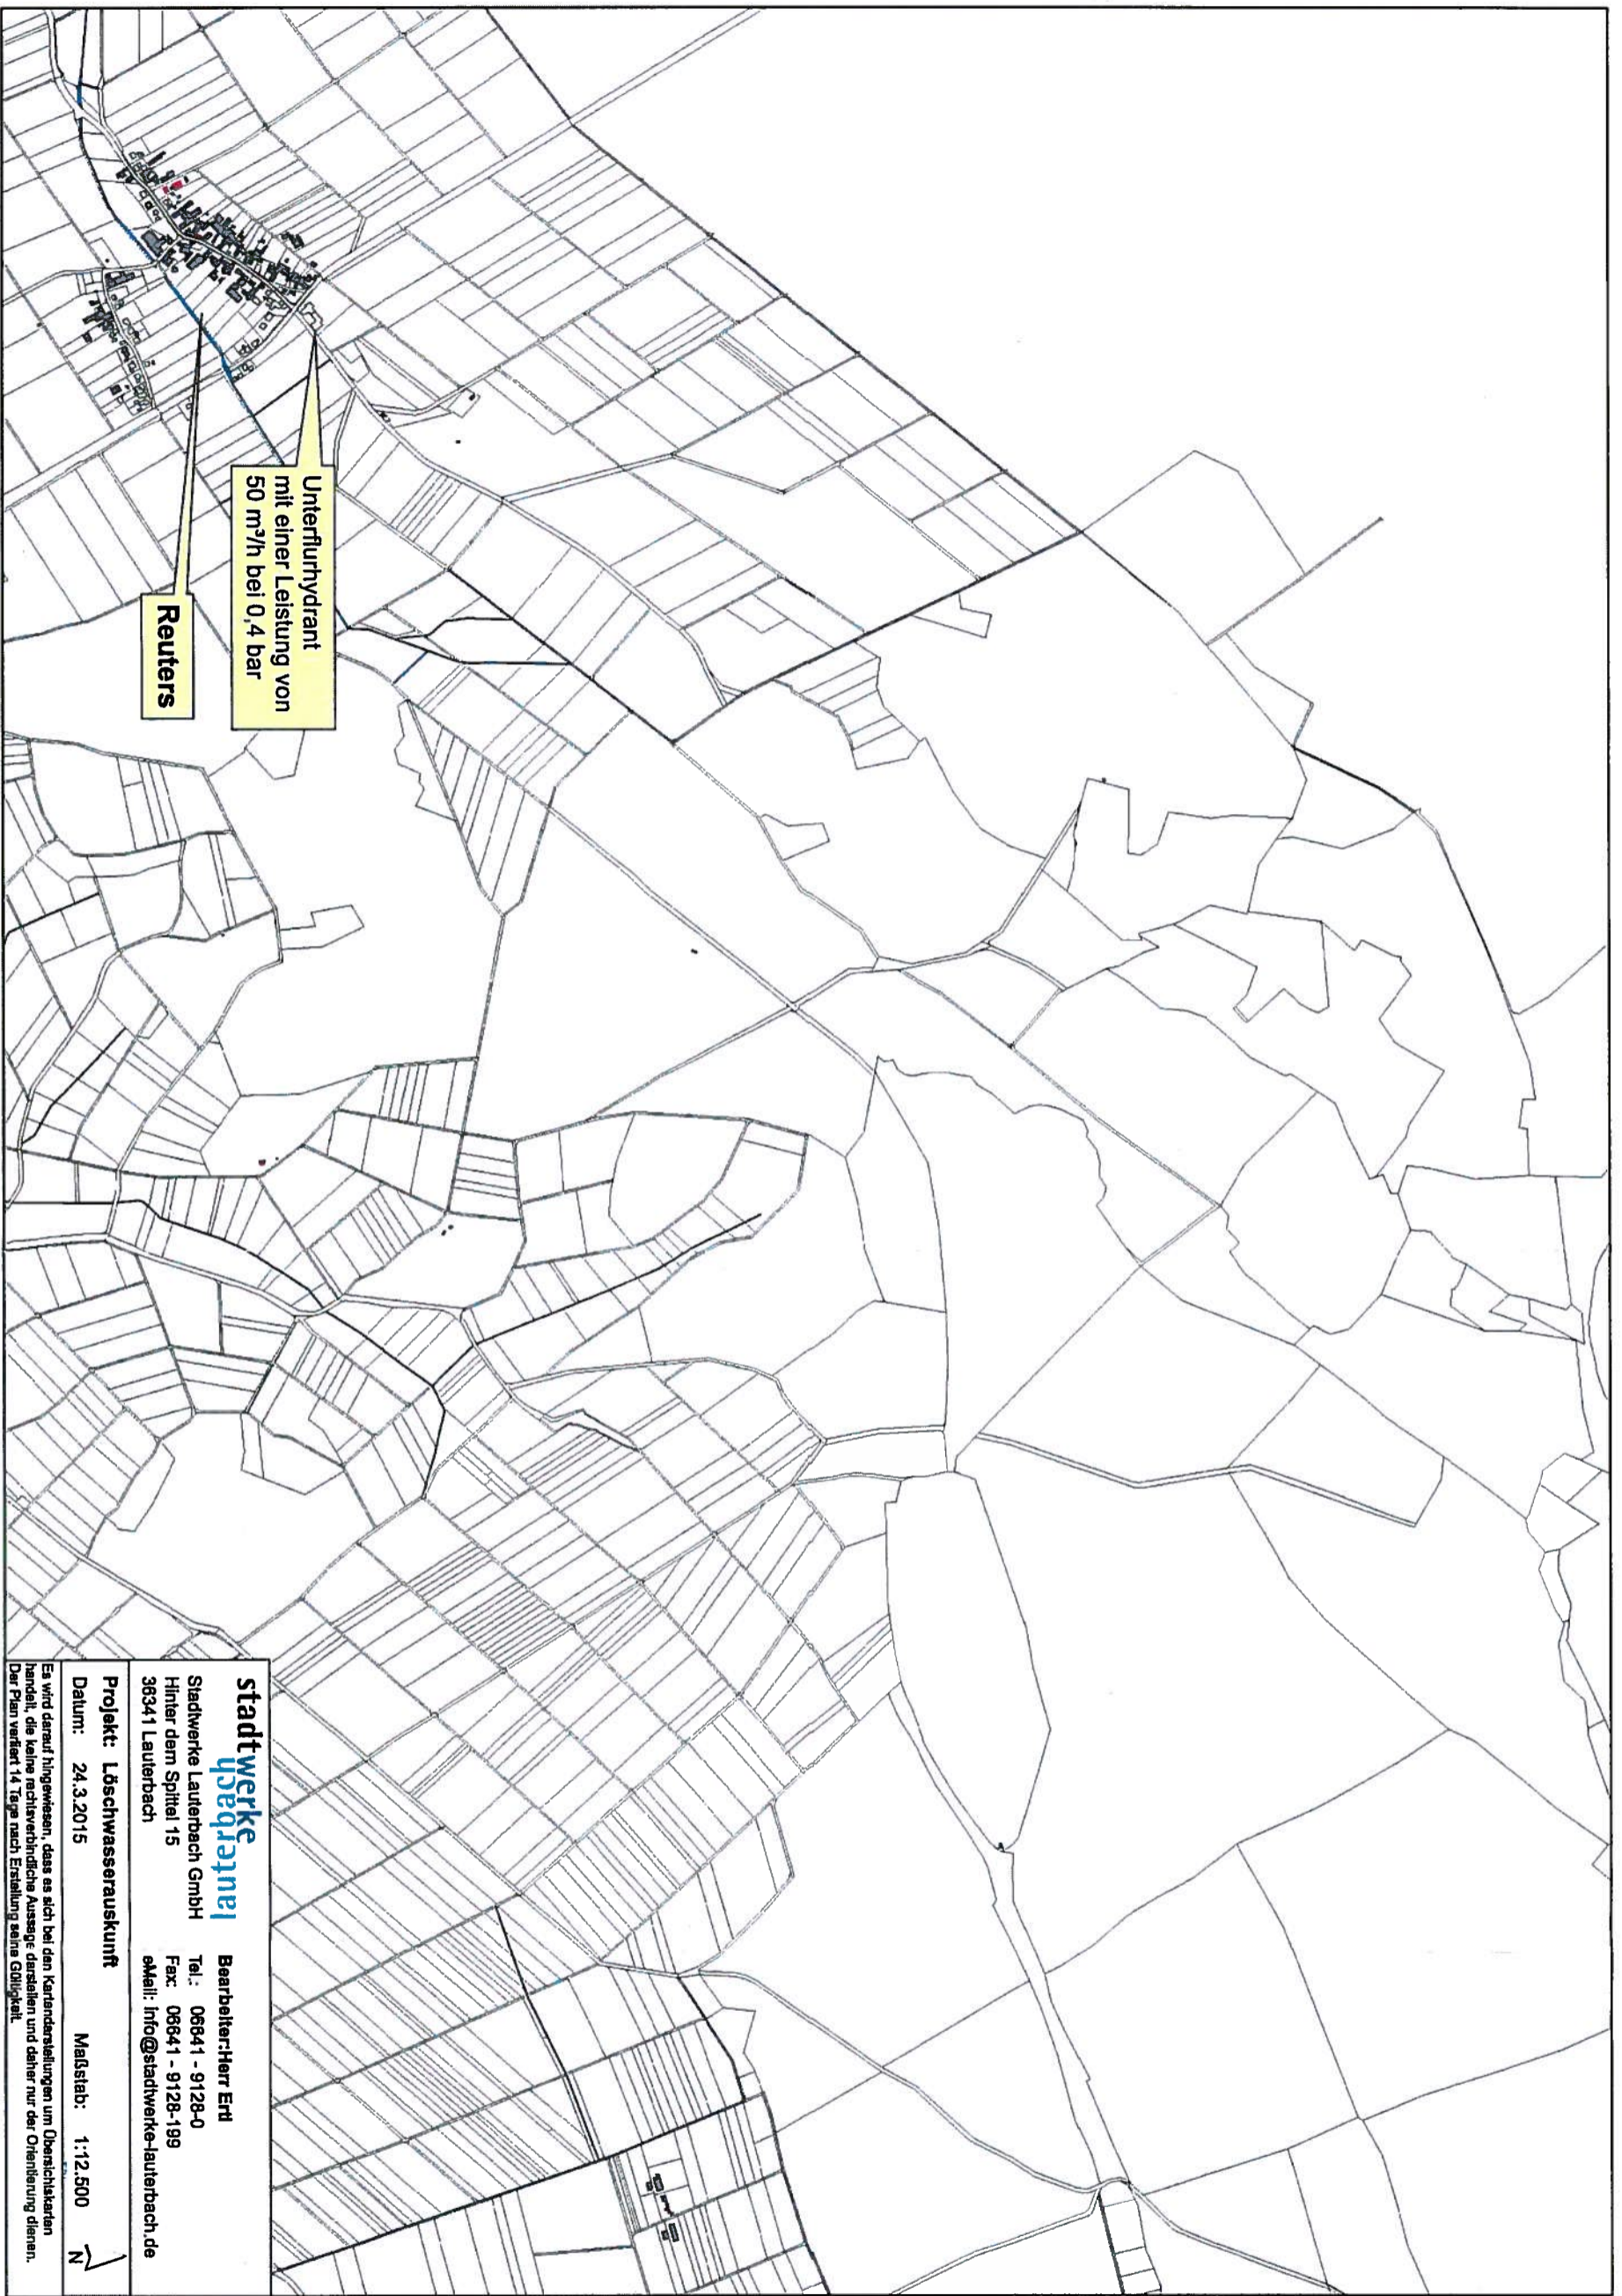 Unterflurhydrant
mit einer Leistung von
50 m³/h bei 0,4 bar
Reuters
stadtwerke
lauterbach
Stadtwerke Lauterbach GmbH
Hinter dem Spittel 15
36341 Lauterbach
Bearbeiter:Herr Ertl
Tel.: 06641 - 9128-0
Fax: 06641 - 9128-199
eMail: info@stadtwerke-lauterbach.de
Projekt: Löschwasserauskunft
Datum: 24.3.2015 Maßstab: 1:12.500
N
Es wird darauf hingewiesen, dass es sich bei den Kartendarstellungen um Übersichtskarten
handelt, die keine rechtsverbindliche Aussage darstellen und daher nur der Orientierung dienen.
Der Plan verliert 14 Tage nach Erstellung seine Gültigkeit.